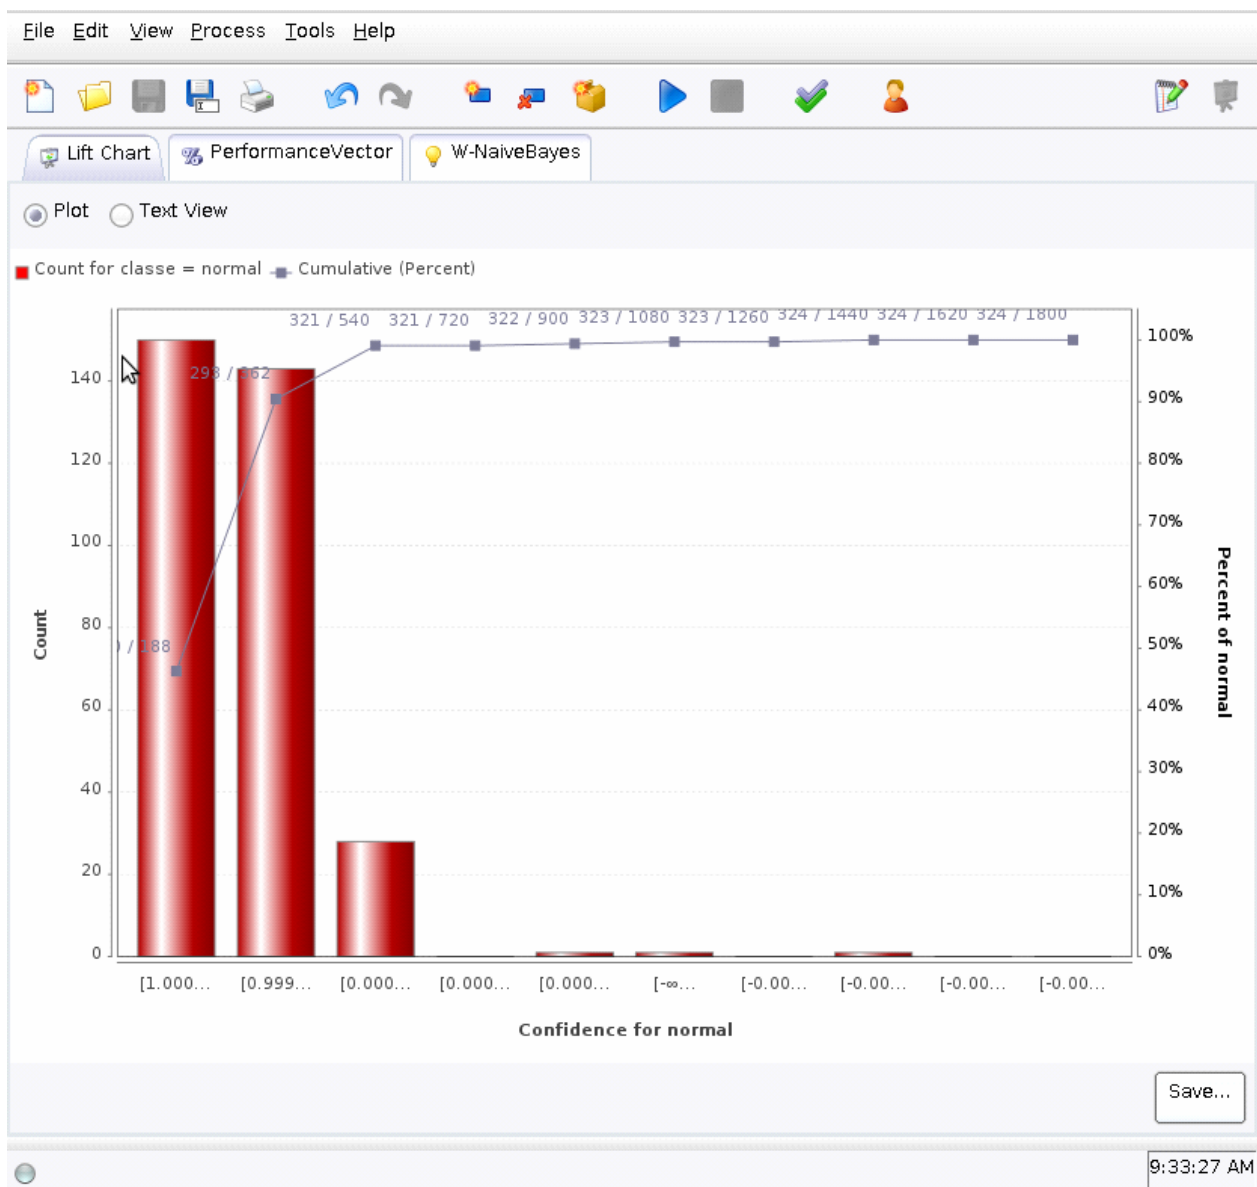 File Edit View Process Tools Help
Lift Chart PerformanceVector W-NaiveBayes
Plot Text View
Count for classe = normal Cumulative (Percent)
321 / 540 321 / 720 322 / 900 323 / 1080 323 / 1260 324 / 1440 324 / 1620 324 / 1800
100%
293 / 362
140
90%
120
80%
70%
100
60%
80
/ 188
50%
60
40%
30%
40
20%
20
10%
0
0%
Count
Percent of normal
[1.000... [0.999... [0.000... [0.000... [0.000... [-∞... [-0.00... [-0.00... [-0.00... [-0.00...
Confidence for normal
Save...
9:33:27 AM